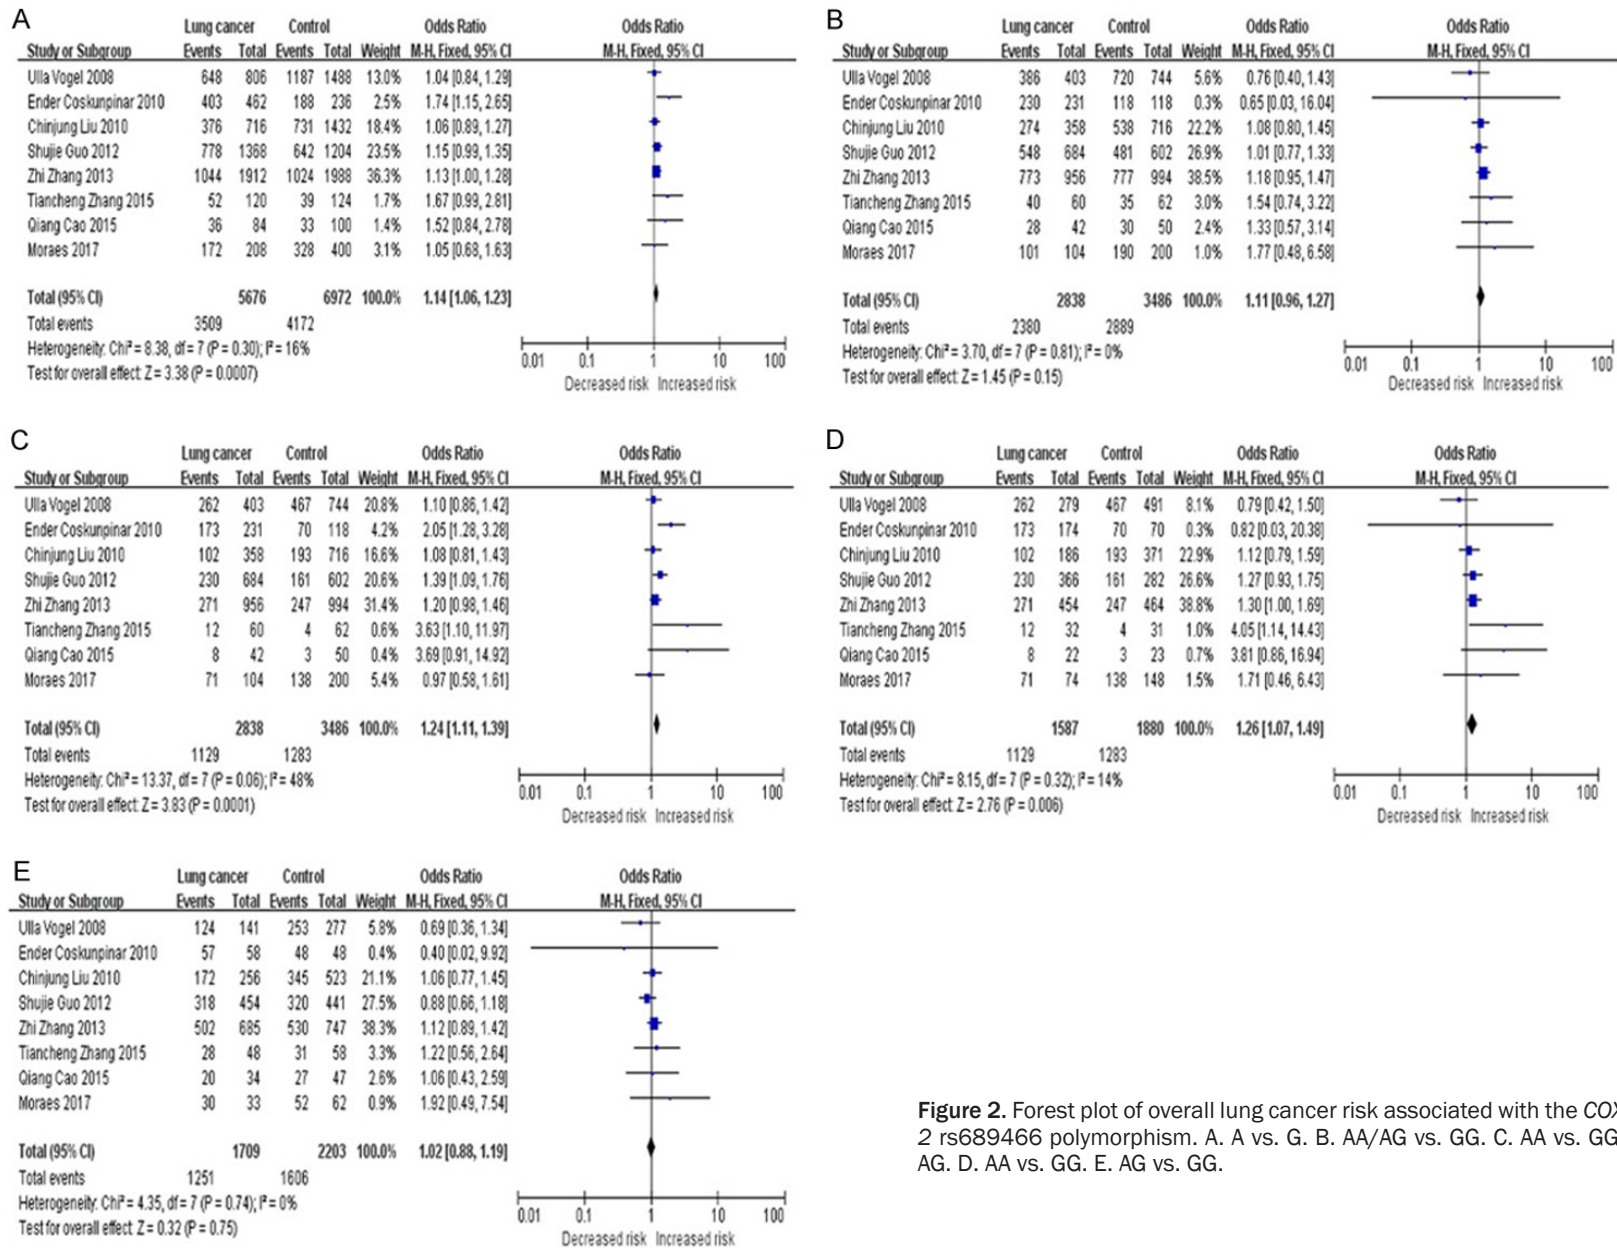 A
Lung cancer Control Odds Ratio Odds Ratio
Study or Subgroup Events Total Events Total Weight M-H, Fixed, 95% CI M-H, Fixed, 95% CI
Ulla Vogel 2008 648 806 1187 1488 13.0% 1.04 [0.84, 1.29]
Ender Coskunpinar 2010 403 462 188 236 2.5% 1.74 [1.15, 2.65]
Chinjung Liu 2010 376 716 731 1432 18.4% 1.06 [0.89, 1.27]
Shujie Guo 2012 778 1368 642 1204 23.5% 1.15 [0.99, 1.35]
Zhi Zhang 2013 1044 1912 1024 1988 36.3% 1.13 [1.00, 1.28]
Tiancheng Zhang 2015 52 120 39 124 1.7% 1.67 [0.99, 2.81]
Qiang Cao 2015 36 84 33 100 1.4% 1.52 [0.84, 2.78]
Moraes 2017 172 208 328 400 3.1% 1.05 [0.68, 1.63]
Total (95% CI) 5676 6972 100.0% 1.14 [1.06, 1.23]
Total events 3509 4172
Heterogeneity: Chi² = 8.38, df = 7 (P = 0.30); I² = 16%
Test for overall effect: Z = 3.38 (P = 0.0007)
0.01 0.1 1 10 100
Decreased risk Increased risk
B
Lung cancer Control Odds Ratio Odds Ratio
Study or Subgroup Events Total Events Total Weight M-H, Fixed, 95% CI M-H, Fixed, 95% CI
Ulla Vogel 2008 386 403 720 744 5.6% 0.76 [0.40, 1.43]
Ender Coskunpinar 2010 230 231 118 118 0.3% 0.65 [0.03, 16.04]
Chinjung Liu 2010 274 358 538 716 22.2% 1.08 [0.80, 1.45]
Shujie Guo 2012 548 684 481 602 26.9% 1.01 [0.77, 1.33]
Zhi Zhang 2013 773 956 777 994 38.5% 1.18 [0.95, 1.47]
Tiancheng Zhang 2015 40 60 35 62 3.0% 1.54 [0.74, 3.22]
Qiang Cao 2015 28 42 30 50 2.4% 1.33 [0.57, 3.14]
Moraes 2017 101 104 190 200 1.0% 1.77 [0.48, 6.58]
Total (95% CI) 2838 3486 100.0% 1.11 [0.96, 1.27]
Total events 2380 2889
Heterogeneity: Chi² = 3.70, df = 7 (P = 0.81); I² = 0%
Test for overall effect: Z = 1.45 (P = 0.15)
0.01 0.1 1 10 100
Decreased risk Increased risk
C
Lung cancer Control Odds Ratio Odds Ratio
Study or Subgroup Events Total Events Total Weight M-H, Fixed, 95% CI M-H, Fixed, 95% CI
Ulla Vogel 2008 262 403 467 744 20.8% 1.10 [0.86, 1.42]
Ender Coskunpinar 2010 173 231 70 118 4.2% 2.05 [1.28, 3.28]
Chinjung Liu 2010 102 358 193 716 16.6% 1.08 [0.81, 1.43]
Shujie Guo 2012 230 684 161 602 20.6% 1.39 [1.09, 1.76]
Zhi Zhang 2013 271 956 247 994 31.4% 1.20 [0.98, 1.46]
Tiancheng Zhang 2015 12 60 4 62 0.6% 3.63 [1.10, 11.97]
Qiang Cao 2015 8 42 3 50 0.4% 3.69 [0.91, 14.92]
Moraes 2017 71 104 138 200 5.4% 0.97 [0.58, 1.61]
Total (95% CI) 2838 3486 100.0% 1.24 [1.11, 1.39]
Total events 1129 1283
Heterogeneity: Chi² = 13.37, df = 7 (P = 0.06); I² = 48%
Test for overall effect: Z = 3.83 (P = 0.0001)
0.01 0.1 1 10 100
Decreased risk Increased risk
D
Lung cancer Control Odds Ratio Odds Ratio
Study or Subgroup Events Total Events Total Weight M-H, Fixed, 95% CI M-H, Fixed, 95% CI
Ulla Vogel 2008 262 279 467 491 8.1% 0.79 [0.42, 1.50]
Ender Coskunpinar 2010 173 174 70 70 0.3% 0.82 [0.03, 20.38]
Chinjung Liu 2010 102 186 193 371 22.9% 1.12 [0.79, 1.59]
Shujie Guo 2012 230 366 161 282 26.6% 1.27 [0.93, 1.75]
Zhi Zhang 2013 271 454 247 464 38.8% 1.30 [1.00, 1.69]
Tiancheng Zhang 2015 12 32 4 31 1.0% 4.05 [1.14, 14.43]
Qiang Cao 2015 8 22 3 23 0.7% 3.81 [0.86, 16.94]
Moraes 2017 71 74 138 148 1.5% 1.71 [0.46, 6.43]
Total (95% CI) 1587 1880 100.0% 1.26 [1.07, 1.49]
Total events 1129 1283
Heterogeneity: Chi² = 8.15, df = 7 (P = 0.32); I² = 14%
Test for overall effect: Z = 2.76 (P = 0.006)
0.01 0.1 1 10 100
Decreased risk Increased risk
E
Lung cancer Control Odds Ratio Odds Ratio
Study or Subgroup Events Total Events Total Weight M-H, Fixed, 95% CI M-H, Fixed, 95% CI
Ulla Vogel 2008 124 141 253 277 5.8% 0.69 [0.36, 1.34]
Ender Coskunpinar 2010 57 58 48 48 0.4% 0.40 [0.02, 9.92]
Chinjung Liu 2010 172 256 345 523 21.1% 1.06 [0.77, 1.45]
Shujie Guo 2012 318 454 320 441 27.5% 0.88 [0.66, 1.18]
Zhi Zhang 2013 502 685 530 747 38.3% 1.12 [0.89, 1.42]
Tiancheng Zhang 2015 28 48 31 58 3.3% 1.22 [0.56, 2.64]
Qiang Cao 2015 20 34 27 47 2.6% 1.06 [0.43, 2.59]
Moraes 2017 30 33 52 62 0.9% 1.92 [0.49, 7.54]
Total (95% CI) 1709 2203 100.0% 1.02 [0.88, 1.19]
Total events 1251 1606
Heterogeneity: Chi² = 4.35, df = 7 (P = 0.74); I² = 0%
Test for overall effect: Z = 0.32 (P = 0.75)
0.01 0.1 1 10 100
Decreased risk Increased risk
Figure 2. Forest plot of overall lung cancer risk associated with the COX
2 rs689466 polymorphism. A. A vs. G. B. AA/AG vs. GG. C. AA vs. GG
AG. D. AA vs. GG. E. AG vs. GG.